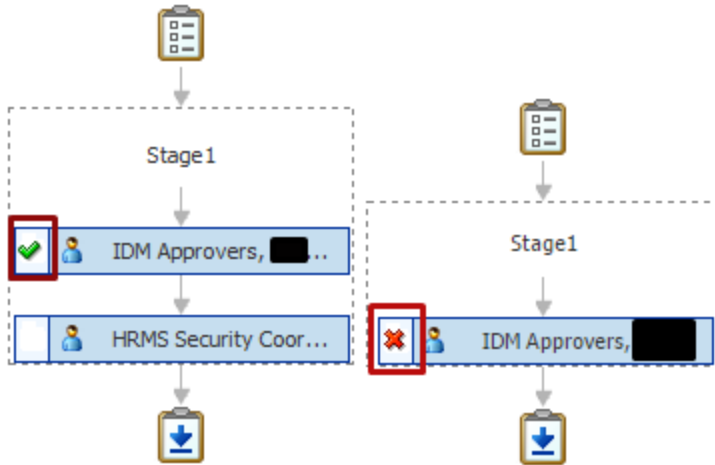 Stage1
IDM Approvers, ...
HRMS Security Coor...
Stage1
IDM Approvers,